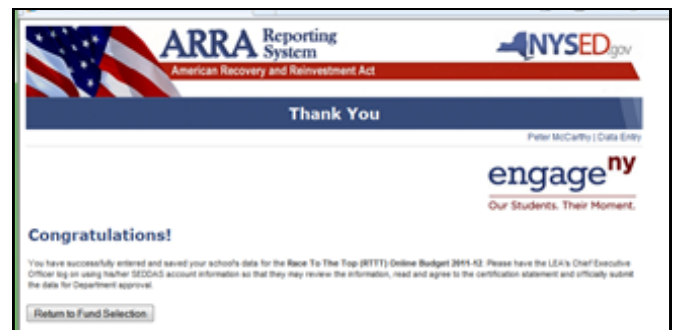 ARRA Reporting System
American Recovery and Reinvestment Act
NYSED.gov
Thank You
Peter McCarthy | Data Entry
engageny
Our Students. Their Moment.
Congratulations!
You have successfully entered and saved your school's data for the Race To The Top (RTTT) Online Budget 2011-12. Please have the LEA's Chief Executive
Officer log on using his/her SEDDAS account information so that they may review the information, read and agree to the certification statement and officially submit
the data for Department approval.
Return to Fund Selection